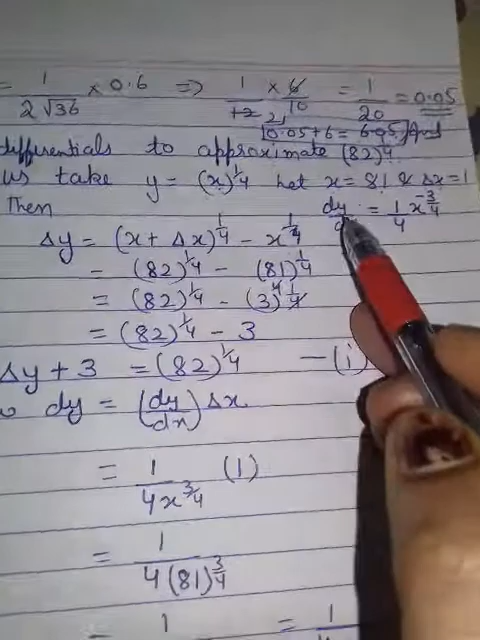 = 1/(2√36) × 0.6 => 1/12 × 6/10 = 1/20 = 0.05
[0.05+6 = 6.05] Ans
differentials to approximate (82)^1/4
us take y = (x)^1/4 Let x = 81 & Δx = 1
Then dy/ = 1/4 x^-3/4
Δy = (x + Δx)^1/4 - x^1/4
= (82)^1/4 - (81)^1/4
= (82)^1/4 - (3)^4×1/4
= (82)^1/4 - 3
Δy + 3 = (82)^1/4 — (i)
dy = (dy/dx) Δx
= 1/(4x^3/4) (1)
= 1/(4(81)^3/4)
= 1 = 1